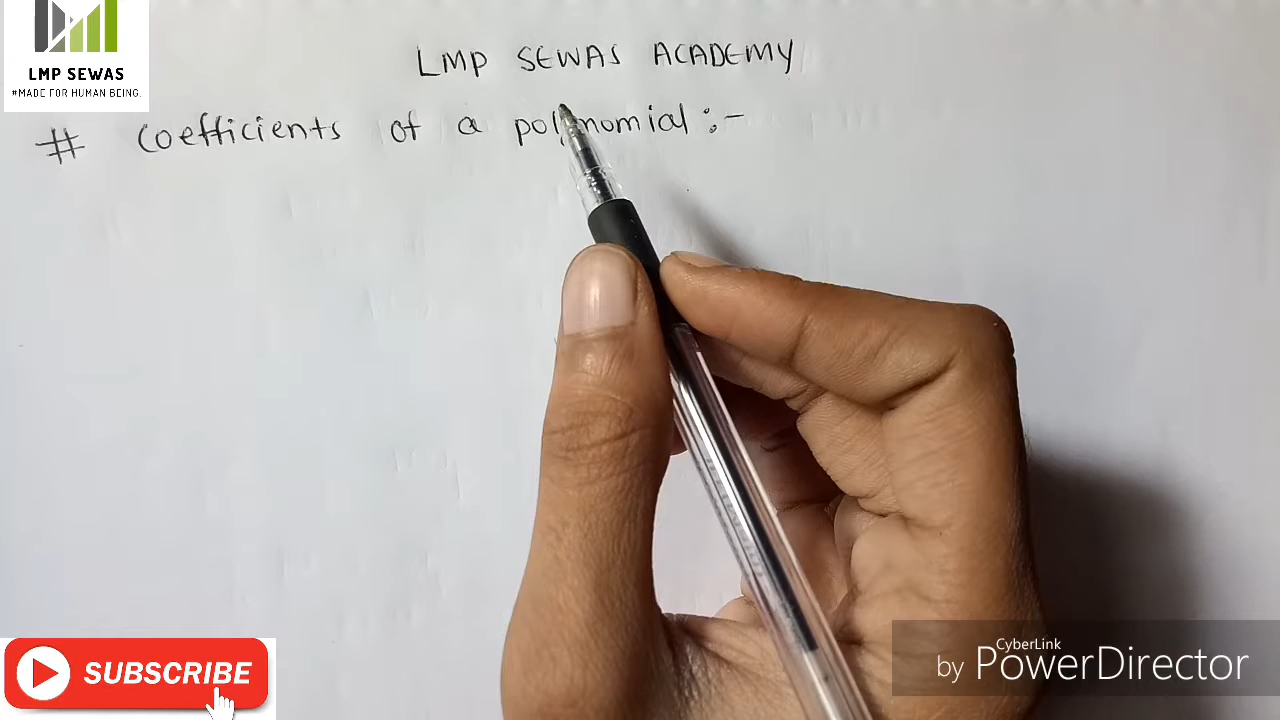 LMP SEWAS
#MADE FOR HUMAN BEING.
LMP SEWAS ACADEMY
# Coefficients of a polynomial :-
SUBSCRIBE
CyberLink
by PowerDirector